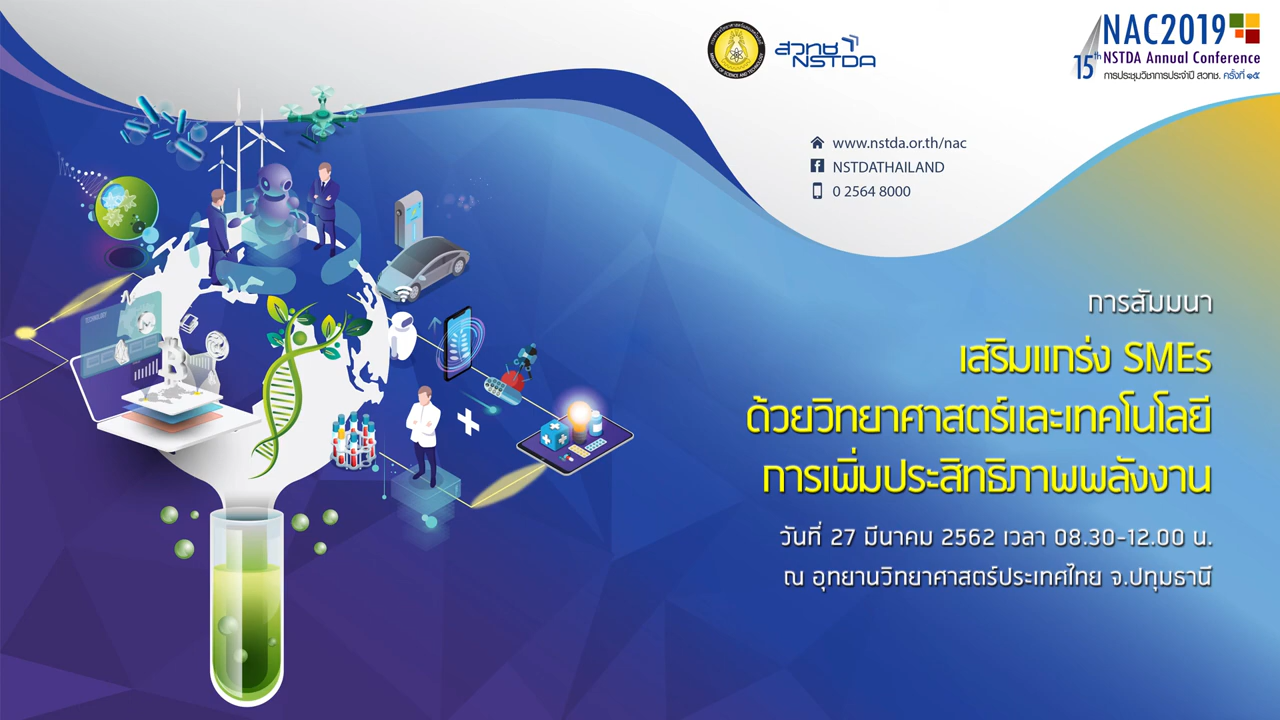 สวทช
NSTDA
NAC2019
15th NSTDA Annual Conference
การประชุมวิชาการประจำปี สวทช. ครั้งที่ ๑๕
www.nstda.or.th/nac
NSTDATHAILAND
0 2564 8000
การสัมมนา
เสริมแกร่ง SMEs
ด้วยวิทยาศาสตร์และเทคโนโลยี
การเพิ่มประสิทธิภาพพลังงาน
วันที่ 27 มีนาคม 2562 เวลา 08.30-12.00 น.
ณ อุทยานวิทยาศาสตร์ประเทศไทย จ.ปทุมธานี